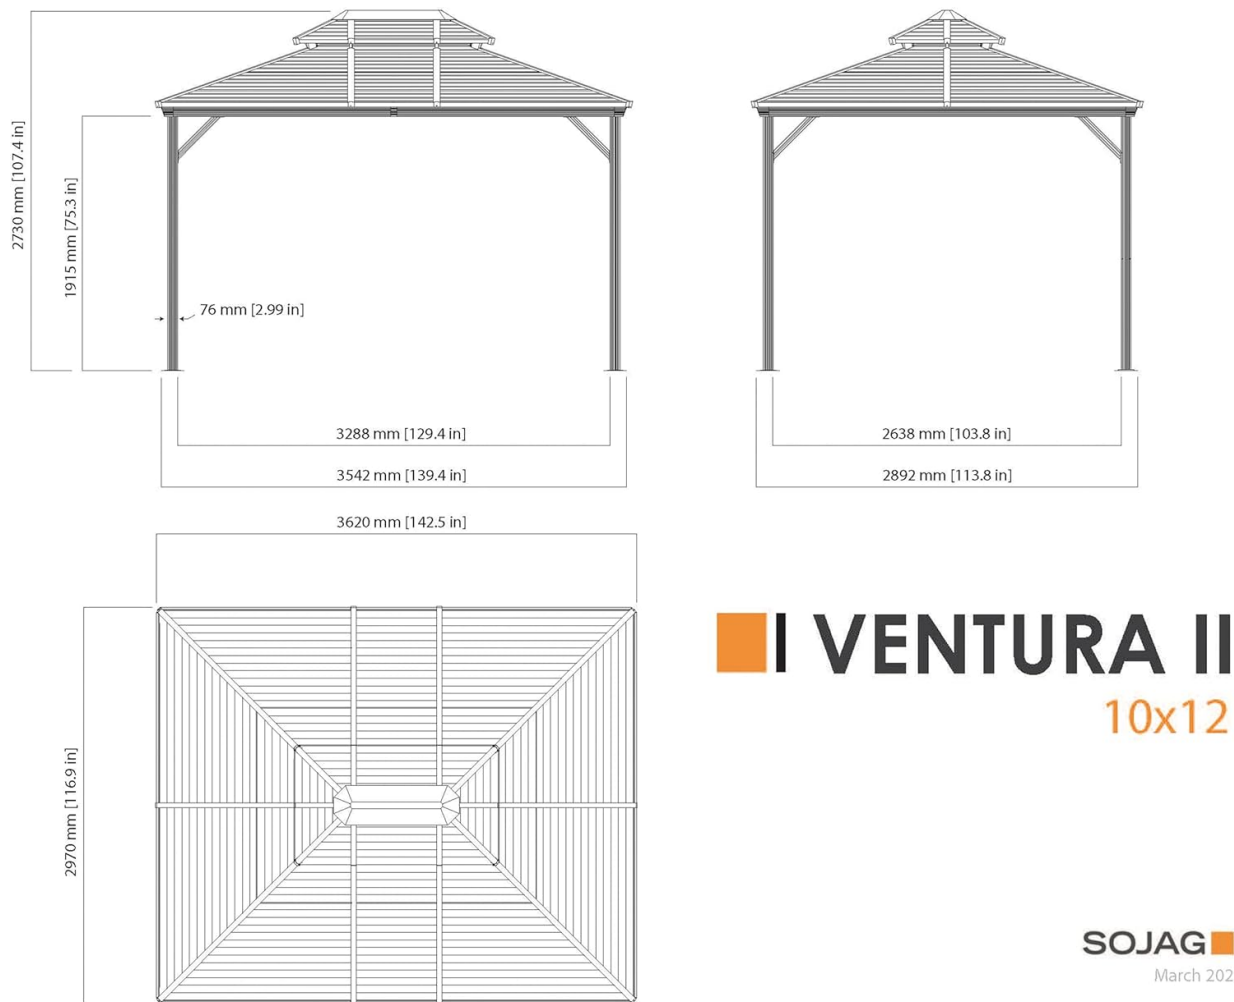 2730 mm [107.4 in]
1915 mm [75.3 in]
76 mm [2.99 in]
3288 mm [129.4 in]
3542 mm [139.4 in]
2638 mm [103.8 in]
2892 mm [113.8 in]
3620 mm [142.5 in]
2970 mm [116.9 in]
VENTURA II
10x12
SOJAG
March 202